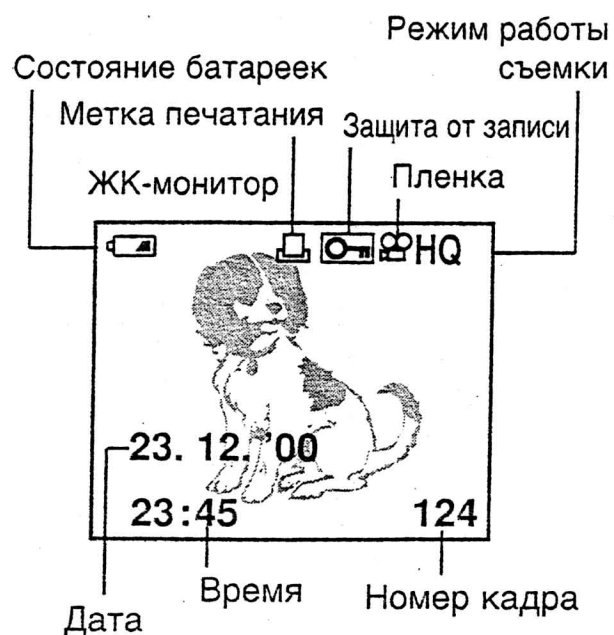 Режим работы
съемки
Состояние батареек
Метка печатания
Защита от записи
ЖК-монитор
Пленка
HQ
23. 12. '00
23:45
124
Время
Номер кадра
Дата